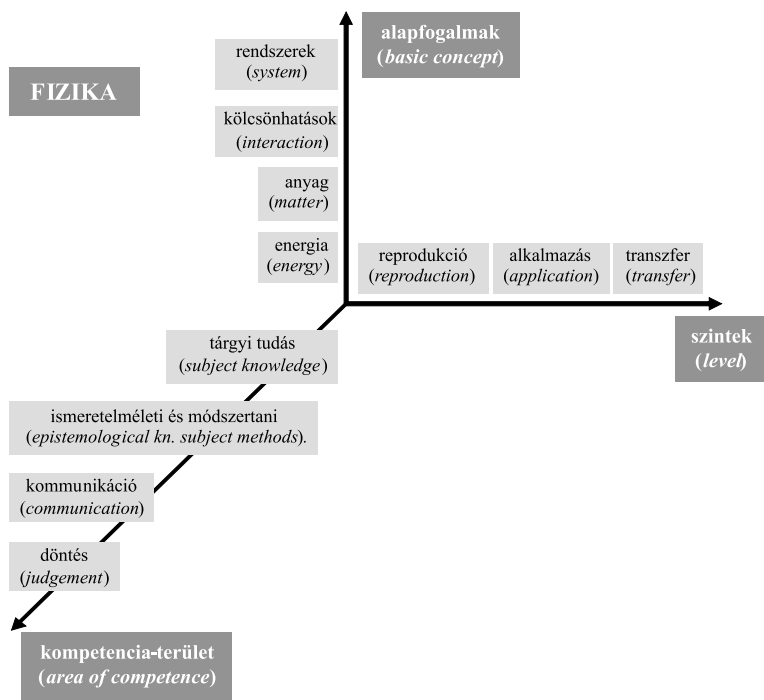 FIZIKA
alapfogalmak
(basic concept)
rendszerek
(system)
kölcsönhatások
(interaction)
anyag
(matter)
energia
(energy)
reprodukció
(reproduction)
alkalmazás
(application)
transzfer
(transfer)
szintek
(level)
tárgyi tudás
(subject knowledge)
ismeretelméleti és módszertani
(epistemological kn. subject methods).
kommunikáció
(communication)
döntés
(judgement)
kompetencia-terület
(area of competence)